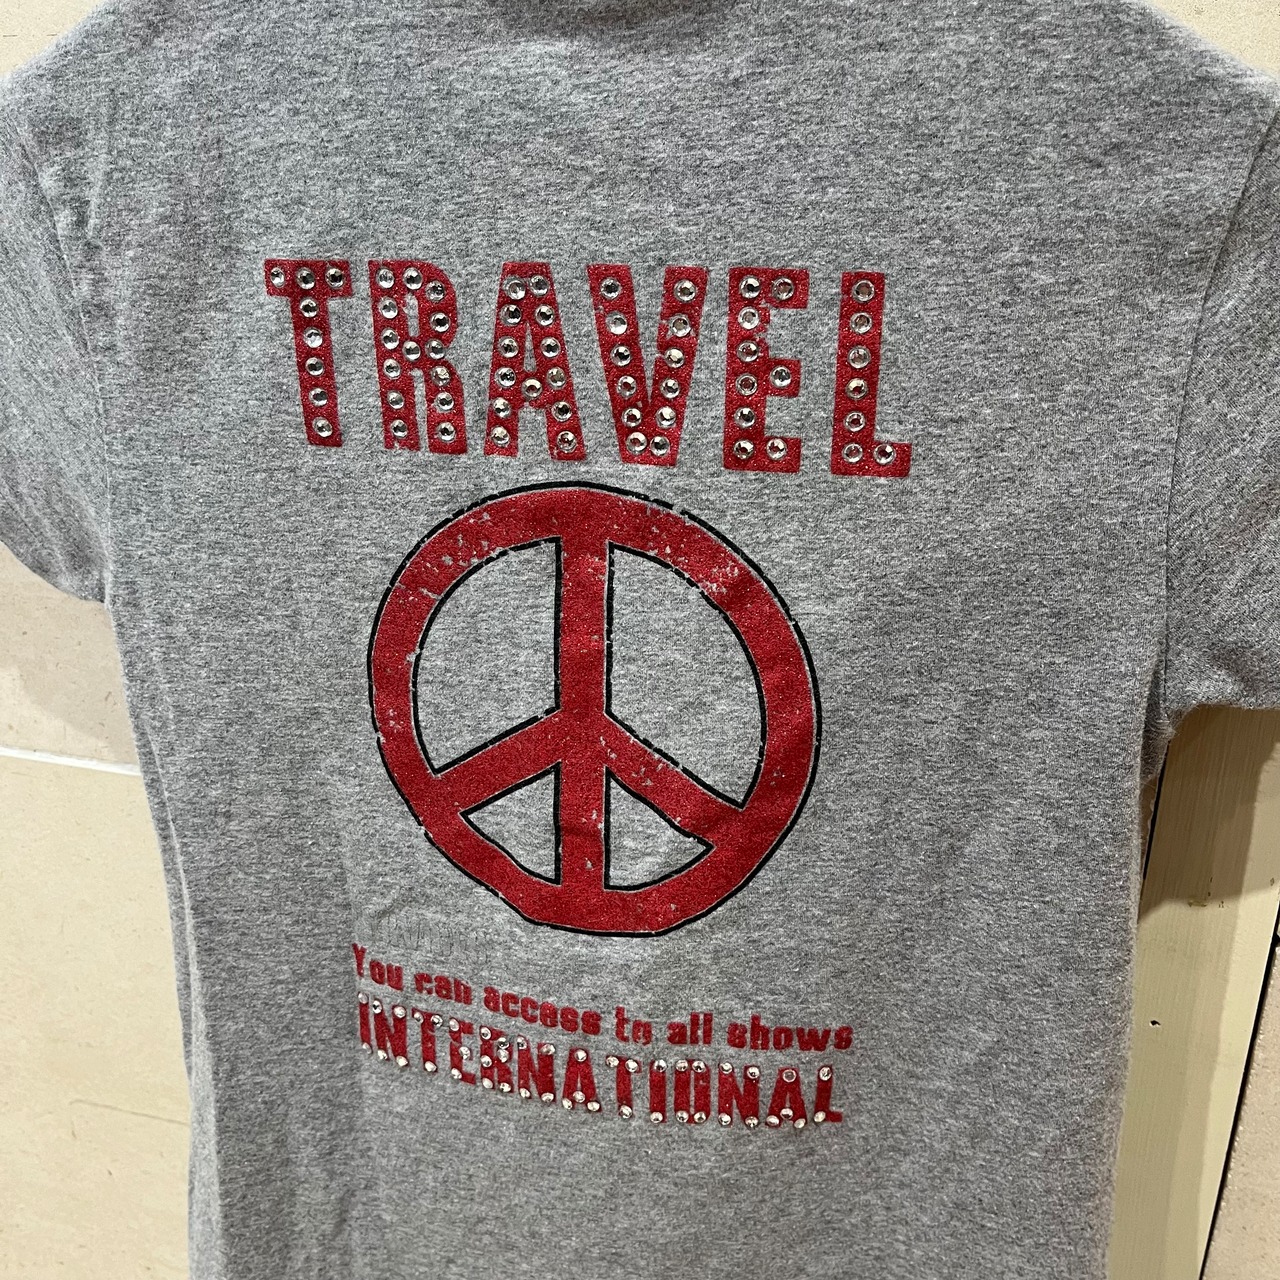 TRAVEL
You can access to all shows
INTERNATIONAL